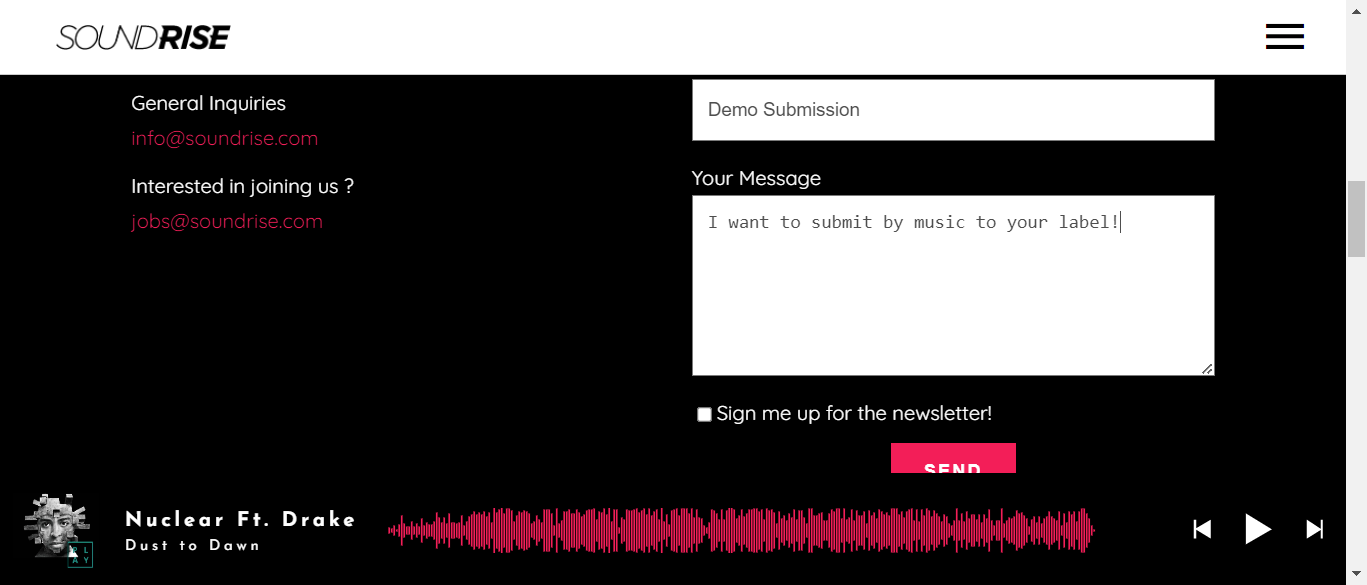 SOUNDRISE
General Inquiries
info@soundrise.com
Interested in joining us ?
jobs@soundrise.com
Demo Submission
Your Message
I want to submit by music to your label!
Sign me up for the newsletter!
SEND
Nuclear Ft. Drake
Dust to Dawn
PL
AY